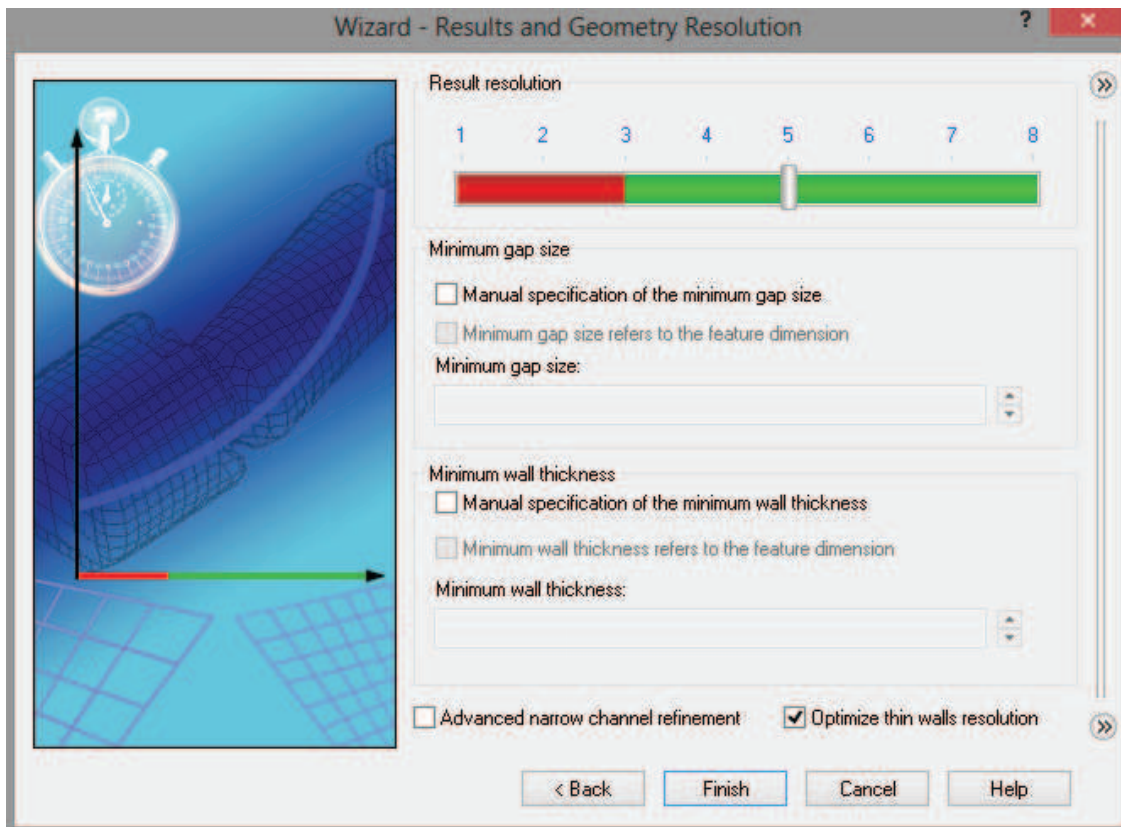 Wizard - Results and Geometry Resolution
?
Result resolution
1 2 3 4 5 6 7 8
Minimum gap size
Manual specification of the minimum gap size
Minimum gap size refers to the feature dimension
Minimum gap size:
Minimum wall thickness
Manual specification of the minimum wall thickness
Minimum wall thickness refers to the feature dimension
Minimum wall thickness:
Advanced narrow channel refinement Optimize thin walls resolution
< Back Finish Cancel Help